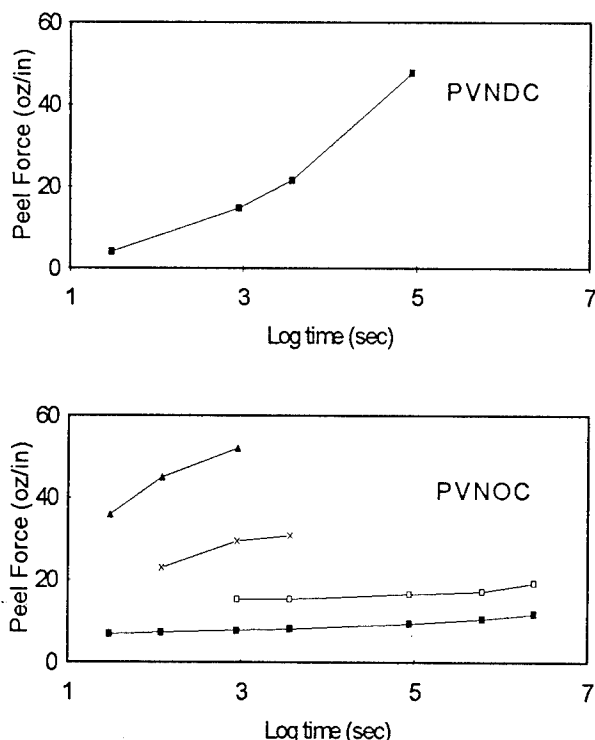 60
40
20
0
Peel Force (oz/in)
PVNDC
1 3 5 7
Log time (sec)
60
40
20
0
Peel Force (oz/in)
PVNOC
1 3 5 7
Log time (sec)